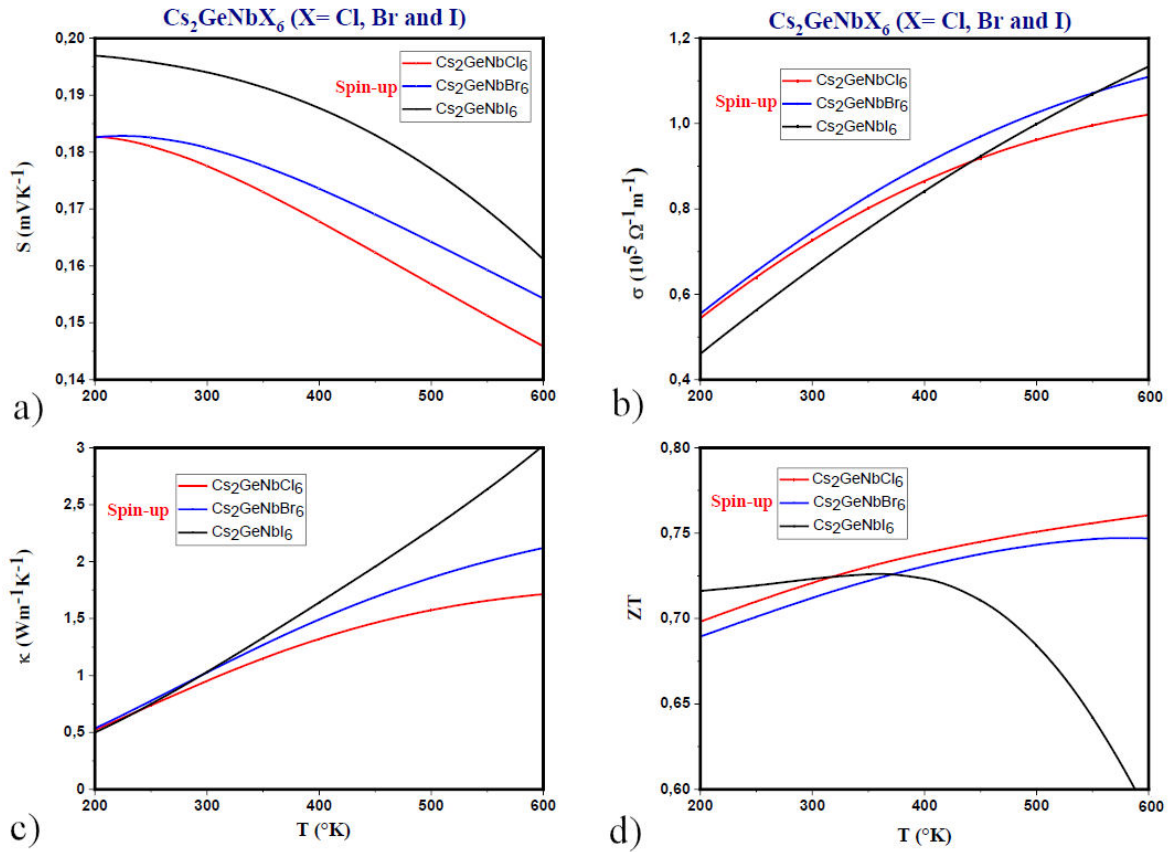 Cs₂GeNbX₆ (X= Cl, Br and I)
0,20
0,19
0,18
0,17
0,16
0,15
0,14
S (mVK⁻¹)
Spin-up
Cs₂GeNbCl₆
Cs₂GeNbBr₆
Cs₂GeNbI₆
200
300
400
500
600
a)
Cs₂GeNbX₆ (X= Cl, Br and I)
1,2
1,0
0,8
0,6
0,4
σ (10⁵ Ω⁻¹m⁻¹)
Spin-up
Cs₂GeNbCl₆
Cs₂GeNbBr₆
Cs₂GeNbI₆
200
300
400
500
600
b)
3
2,5
2
1,5
1
0,5
0
κ (Wm⁻¹K⁻¹)
Spin-up
Cs₂GeNbCl₆
Cs₂GeNbBr₆
Cs₂GeNbI₆
200
300
400
500
600
T (°K)
c)
0,80
0,75
0,70
0,65
0,60
ZT
Spin-up
Cs₂GeNbCl₆
Cs₂GeNbBr₆
Cs₂GeNbI₆
200
300
400
500
600
T (°K)
d)